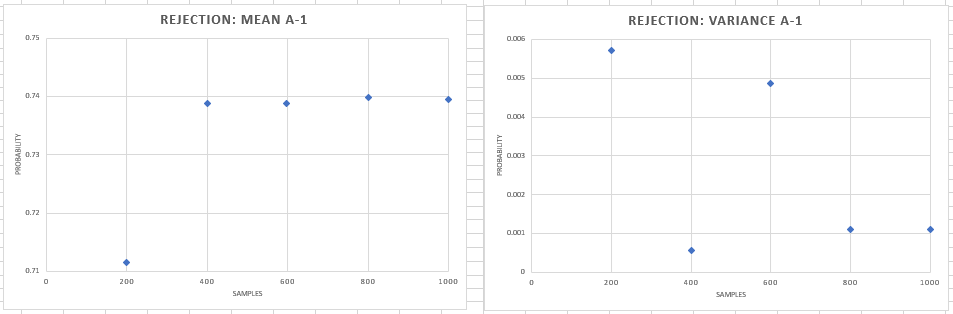 REJECTION: MEAN A-1
0.75
0.74
0.73
0.72
0.71
PROBABILITY
0 200 400 600 800 1000
SAMPLES
REJECTION: VARIANCE A-1
0.006
0.005
0.004
0.003
0.002
0.001
0
PROBABILITY
0 200 400 600 800 1000
SAMPLES